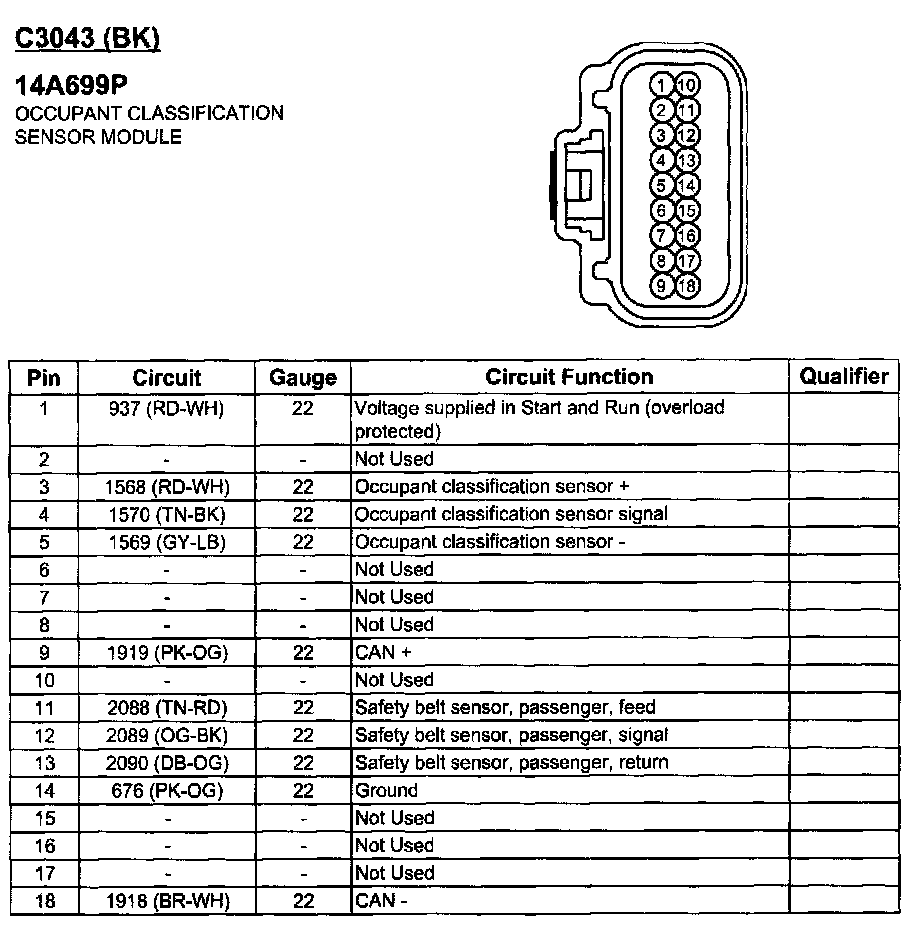 C3043 (BK)
14A699P
OCCUPANT CLASSIFICATION
SENSOR MODULE
1 10
2 11
3 12
4 13
5 14
6 15
7 16
8 17
9 18
Pin Circuit Gauge Circuit Function Qualifier
1 937 (RD-WH) 22 Voltage supplied in Start and Run (overload
protected)
2 - - Not Used
3 1568 (RD-WH) 22 Occupant classification sensor +
4 1570 (TN-BK) 22 Occupant classification sensor signal
5 1569 (GY-LB) 22 Occupant classification sensor -
6 - - Not Used
7 - - Not Used
8 - - Not Used
9 1919 (PK-OG) 22 CAN +
10 - - Not Used
11 2088 (TN-RD) 22 Safety belt sensor, passenger, feed
12 2089 (OG-BK) 22 Safety belt sensor, passenger, signal
13 2090 (DB-OG) 22 Safety belt sensor, passenger, return
14 676 (PK-OG) 22 Ground
15 - - Not Used
16 - - Not Used
17 - - Not Used
18 1918 (BR-WH) 22 CAN -